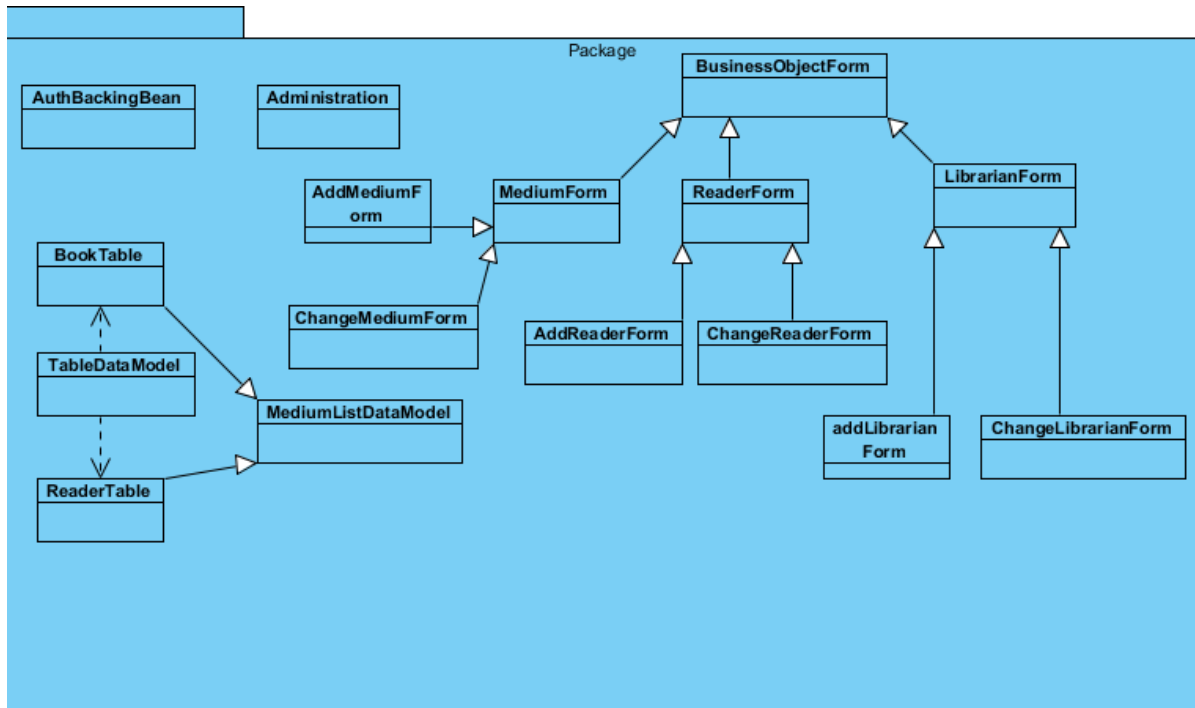 Package
BusinessObjectForm
AuthBackingBean
Administration
LibrarianForm
AddMediumF
orm
MediumForm
ReaderForm
BookTable
ChangeMediumForm
AddReaderForm
ChangeReaderForm
TableDataModel
MediumListDataModel
addLibrarian
Form
ChangeLibrarianForm
ReaderTable